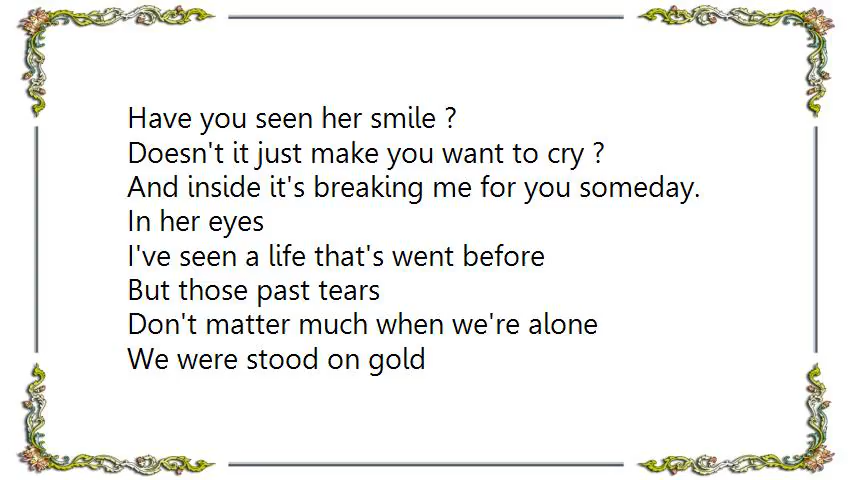 Have you seen her smile ?
Doesn't it just make you want to cry ?
And inside it's breaking me for you someday.
In her eyes
I've seen a life that's went before
But those past tears
Don't matter much when we're alone
We were stood on gold